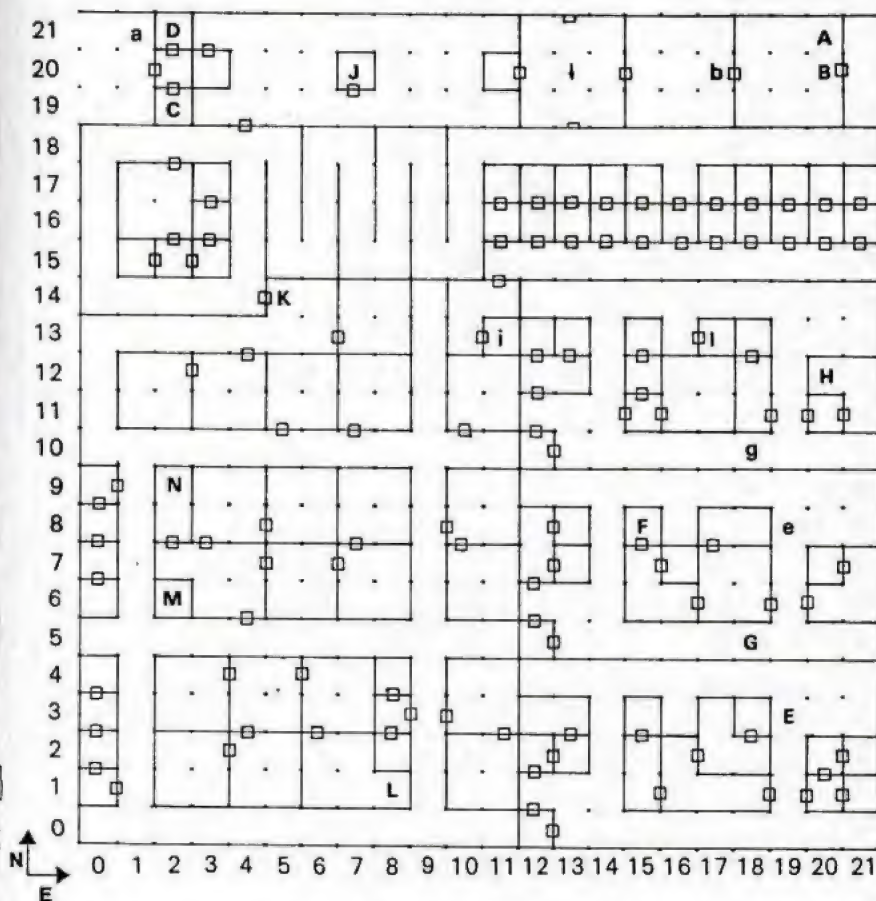 21 a D A
20 J b B
19 C
18
17
16
15
14 K
13 i I
12 H
11
10 g
9 N
8 F e
7
6 M
5 G
4
3 E
2
1 L
0
N 0 1 2 3 4 5 6 7 8 9 10 11 12 13 14 15 16 17 18 19 20 21
E